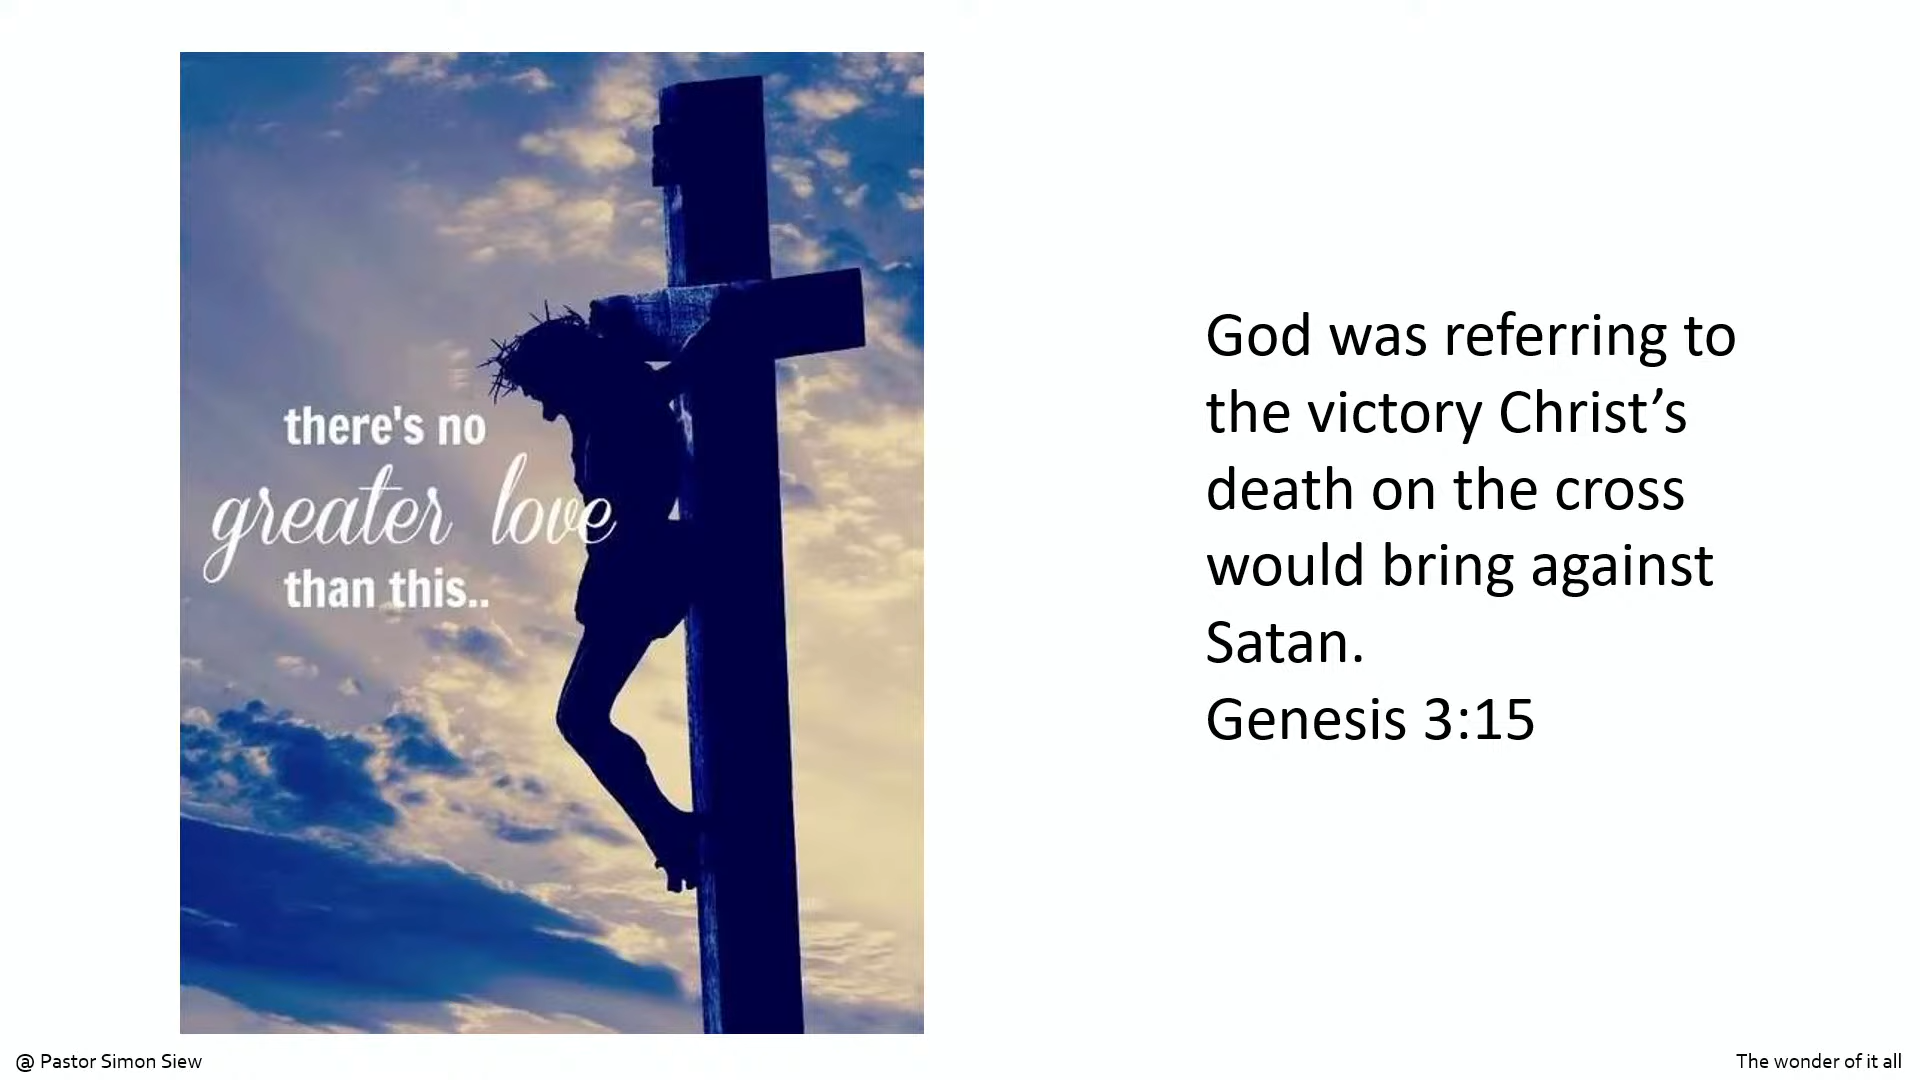 there's no
greater love
than this..
God was referring to
the victory Christ’s
death on the cross
would bring against
Satan.
Genesis 3:15
@ Pastor Simon Siew
The wonder of it all